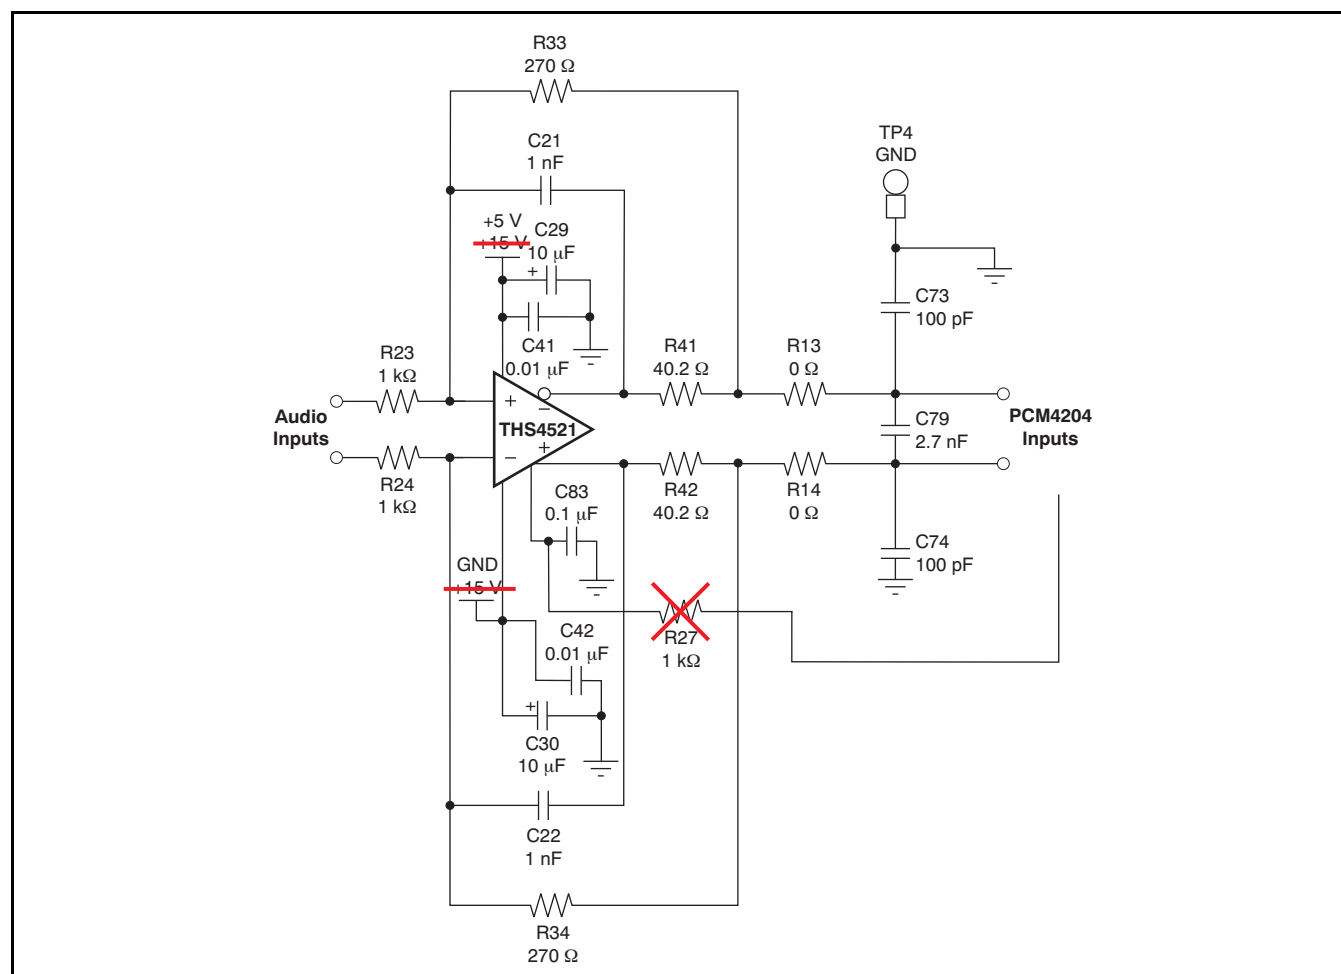 R33
270 Ω
C21
1 nF
TP4
GND
+5 V
+15 V
C29
10 μF
+
C41
0.01 μF
C73
100 pF
R23
1 kΩ
R41
40.2 Ω
R13
0 Ω
Audio
Inputs
+
−
THS4521
+
−
C79
2.7 nF
PCM4204
Inputs
R24
1 kΩ
C83
0.1 μF
R42
40.2 Ω
R14
0 Ω
C74
100 pF
GND
+15 V
R27
1 kΩ
C42
0.01 μF
+
C30
10 μF
C22
1 nF
R34
270 Ω